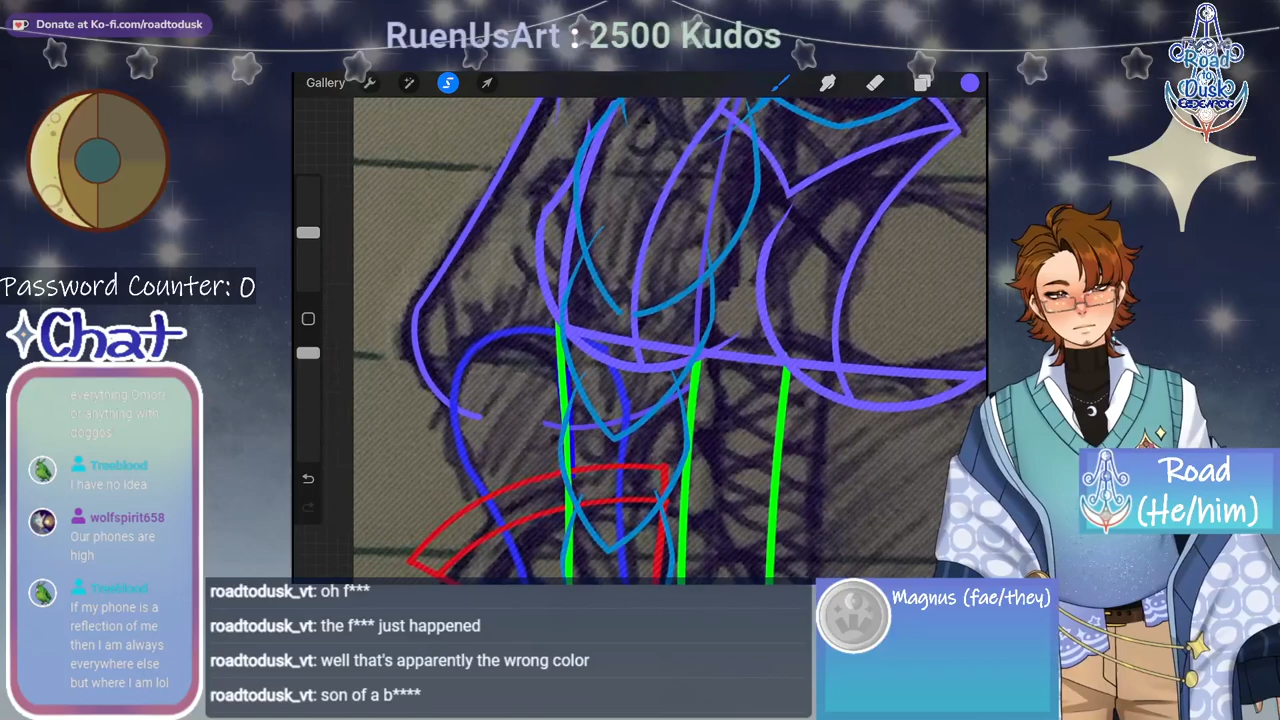 Donate at Ko-fi.com/roadtodusk
RuenUsArt : 2500 Kudos
Road
to
Dusk
Gallery
Password Counter: 0
Chat
everything Omori
or anything with
doggos
Treeblood
I have no idea
wolfspirit658
Our phones are
high
Treeblood
If my phone is a
reflection of me
then I am always
everywhere else
but where I am lol
roadtodusk_vt: oh f***
roadtodusk_vt: the f*** just happened
roadtodusk_vt: well that's apparently the wrong color
roadtodusk_vt: son of a b****
Magnus (fae/they)
Road
(He/him)